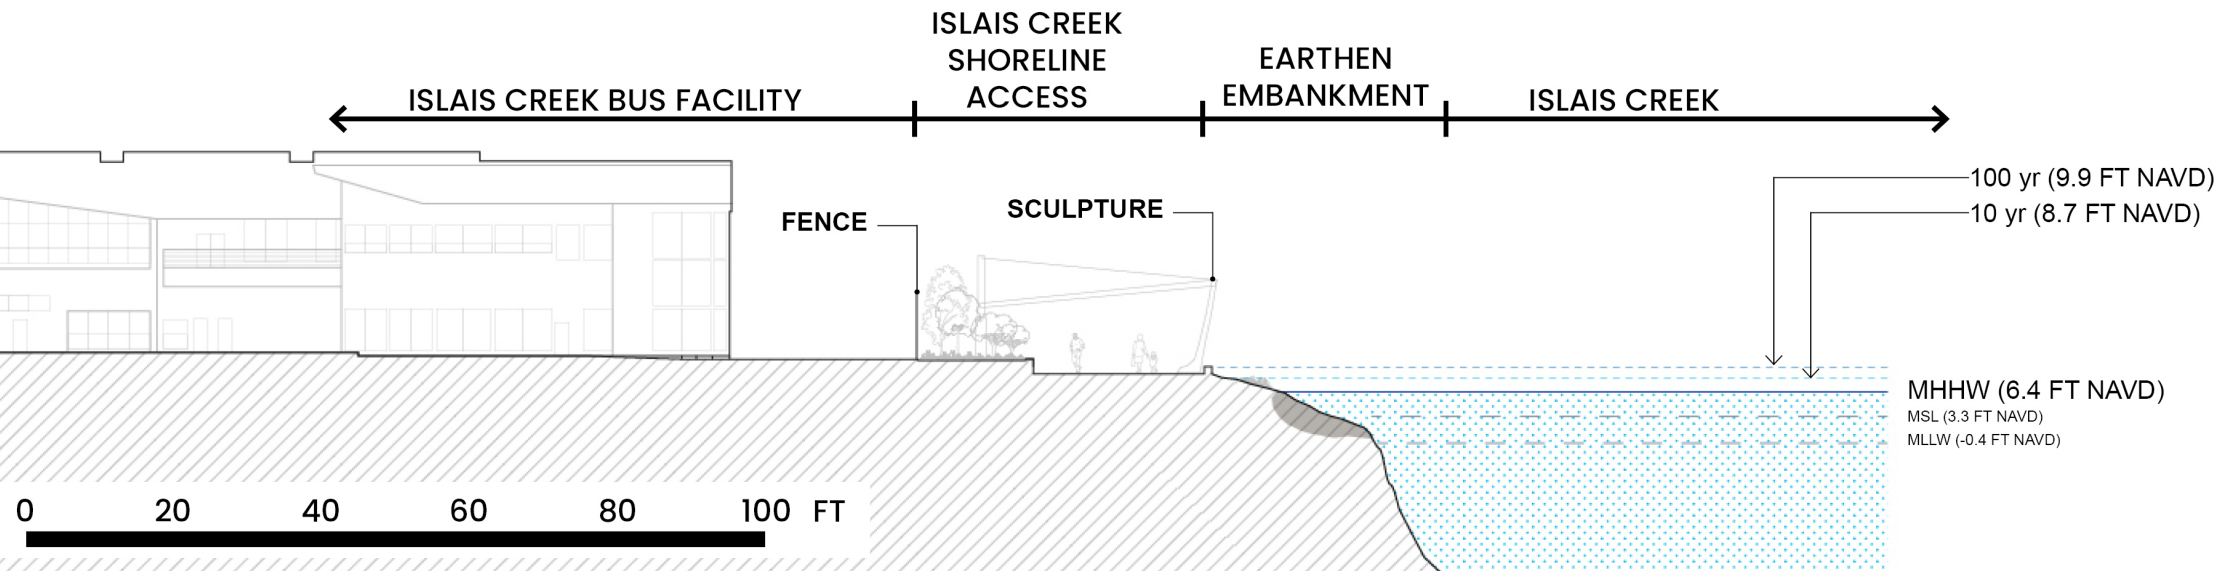 ISLAIS CREEK BUS FACILITY
ISLAIS CREEK
SHORELINE
ACCESS
EARTHEN
EMBANKMENT
ISLAIS CREEK
100 yr (9.9 FT NAVD)
10 yr (8.7 FT NAVD)
FENCE
SCULPTURE
MHHW (6.4 FT NAVD)
MSL (3.3 FT NAVD)
MLLW (-0.4 FT NAVD)
0 20 40 60 80 100 FT